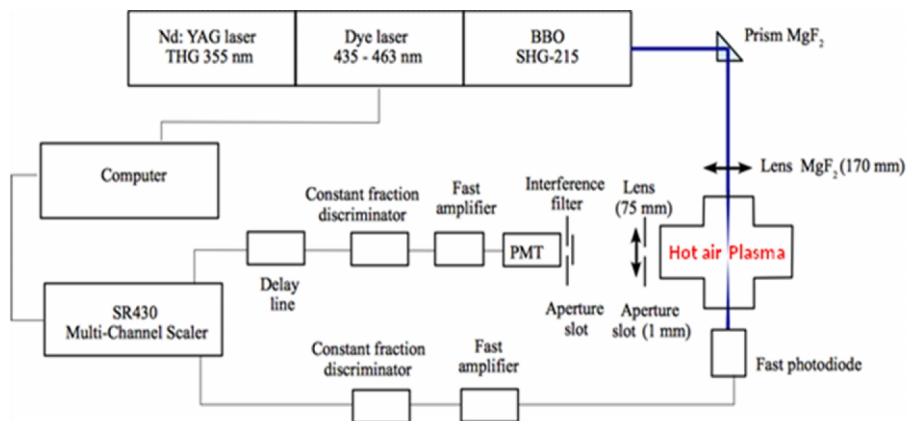 Nd: YAG laser
THG 355 nm
Dye laser
435 - 463 nm
BBO
SHG-215
Prism MgF₂
Computer
Lens MgF₂ (170 mm)
Constant fraction
discriminator
Fast
amplifier
Interference
filter
Lens
(75 mm)
PMT
Hot air Plasma
Delay
line
SR430
Multi-Channel Scaler
Aperture
slot
Aperture
slot (1 mm)
Constant fraction
discriminator
Fast
amplifier
Fast photodiode